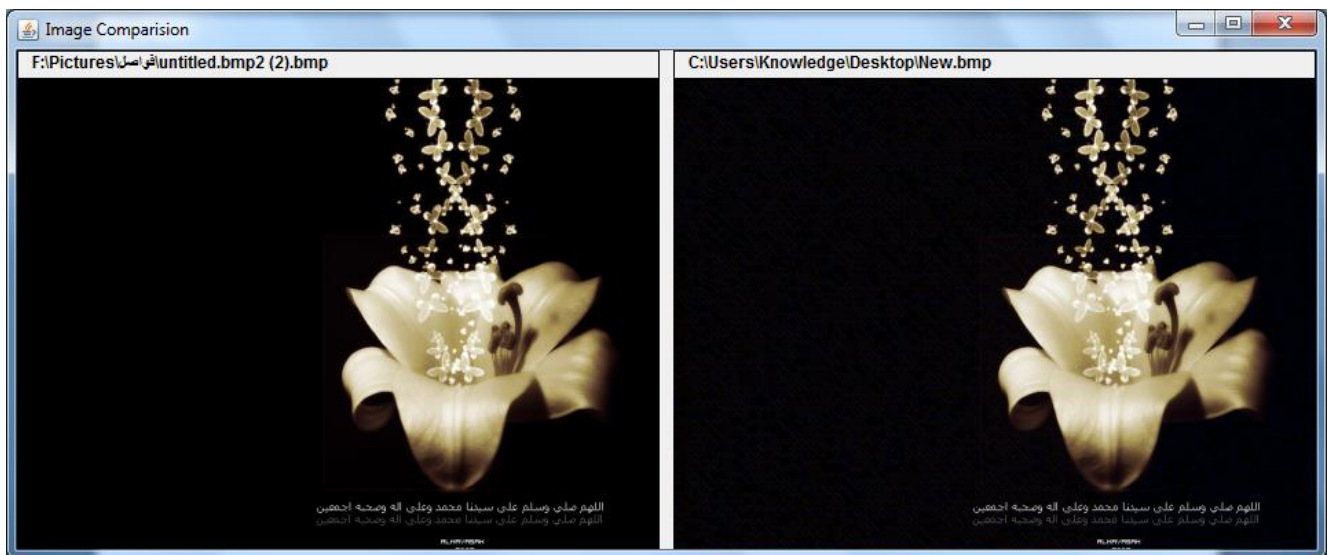 Image Comparision
F:\Pictures\فواصل\untitled.bmp2 (2).bmp
C:\Users\Knowledge\Desktop\New.bmp
اللهم صلي وسلم على سيدنا محمد وعلى اله وصحبه اجمعين
اللهم صلي وسلم على سيدنا محمد وعلى اله وصحبه اجمعين
اللهم صلي وسلم على سيدنا محمد وعلى اله وصحبه اجمعين
اللهم صلي وسلم على سيدنا محمد وعلى اله وصحبه اجمعين